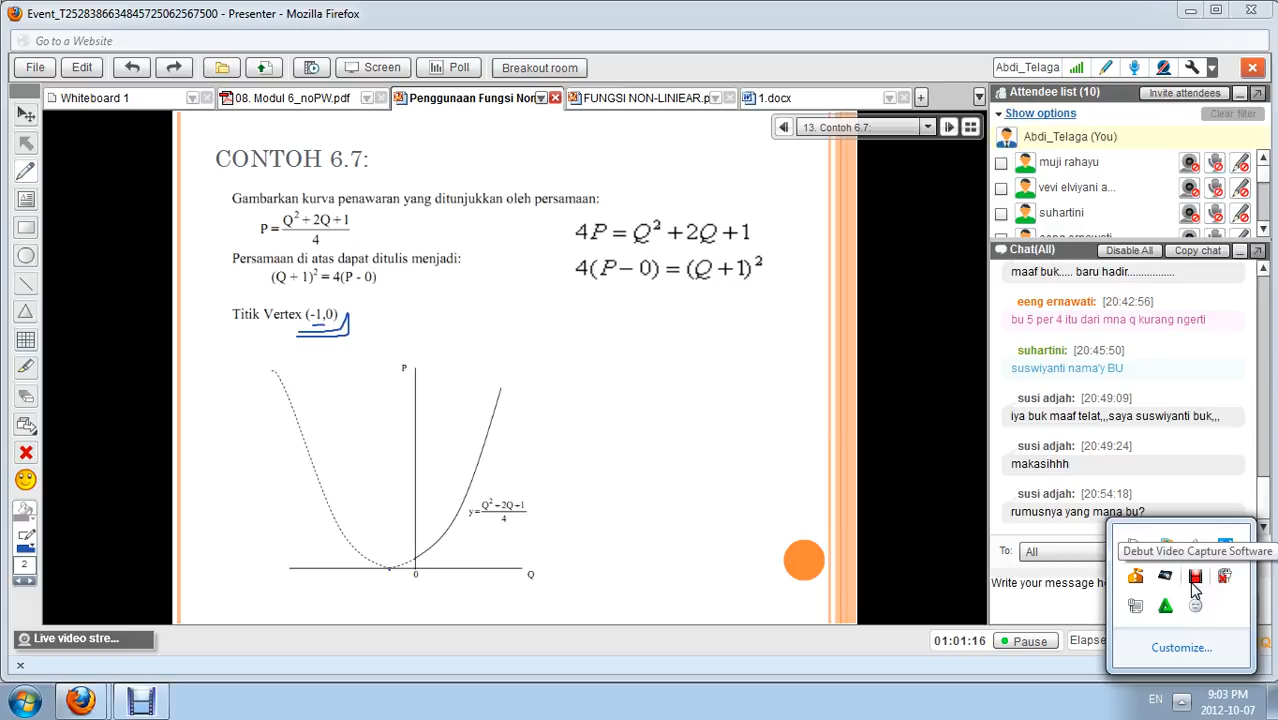 Event_T2528386634845725062567500 - Presenter - Mozilla Firefox
Go to a Website
File Edit Screen Poll Breakout room
Abdi_Telaga
Whiteboard 1
08. Modul 6_noPW.pdf
Penggunaan Fungsi Non
FUNGSI NON-LINIEAR.p
1.docx
13. Contoh 6.7:
CONTOH 6.7:
Gambarkan kurva penawaran yang ditunjukkan oleh persamaan:
P = Q² + 2Q + 1 / 4
Persamaan di atas dapat ditulis menjadi:
(Q + 1)² = 4(P - 0)
4P = Q² + 2Q + 1
4(P - 0) = (Q + 1)²
Titik Vertex (-1,0)
P
y = Q² + 2Q + 1 / 4
0
Q
2
Attendee list (10)
Invite attendees
Show options
Clear filter
Abdi_Telaga (You)
muji rahayu
vevi elviyani a...
suhartini
Chat(All)
Disable All
Copy chat
maaf buk..... baru hadir................
eeng ernawati: [20:42:56]
bu 5 per 4 itu dari mna q kurang ngerti
suhartini: [20:45:50]
suswiyanti nama'y BU
susi adjah: [20:49:09]
iya buk maaf telat,,,saya suswiyanti buk,,,
susi adjah: [20:49:24]
makasihhh
susi adjah: [20:54:18]
rumusnya yang mana bu?
To: All
Debut Video Capture Software
Write your message he
Customize...
Live video stre...
01:01:16 Pause Elapse
EN
9:03 PM
2012-10-07